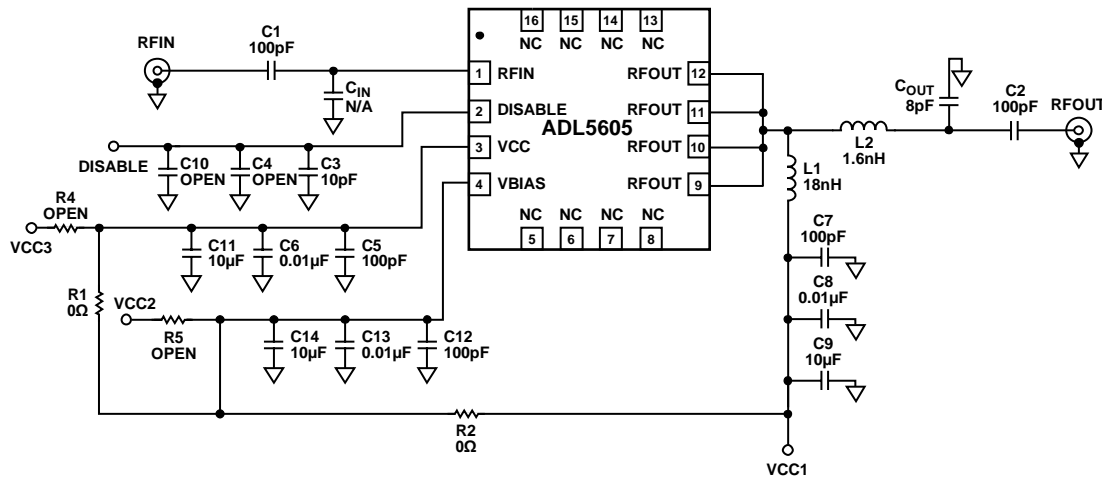 16 15 14 13
NC NC NC NC
RFIN
C1
100pF
1 RFIN
RFOUT 12
C_IN
N/A
2 DISABLE
RFOUT 11
ADL5605
3 VCC
RFOUT 10
4 VBIAS
RFOUT 9
NC NC NC NC
5 6 7 8
C_OUT
8pF
C2
100pF
RFOUT
L2
1.6nH
L1
18nH
DISABLE
C10
OPEN
C4
OPEN
C3
10pF
R4
OPEN
VCC3
C11
10µF
C6
0.01µF
C5
100pF
C7
100pF
C8
0.01µF
C9
10µF
R1
0Ω
VCC2
R5
OPEN
C14
10µF
C13
0.01µF
C12
100pF
R2
0Ω
VCC1